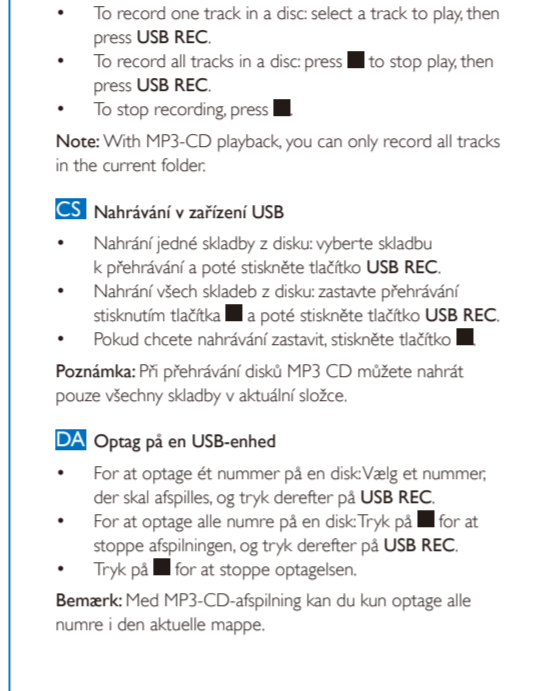 • To record one track in a disc: select a track to play, then
press USB REC.
• To record all tracks in a disc: press ■ to stop play, then
press USB REC.
• To stop recording, press ■.
Note: With MP3-CD playback, you can only record all tracks
in the current folder.
CS Nahrávání v zařízení USB
• Nahrání jedné skladby z disku: vyberte skladbu
k přehrávání a poté stiskněte tlačítko USB REC.
• Nahrání všech skladeb z disku: zastavte přehrávání
stisknutím tlačítka ■ a poté stiskněte tlačítko USB REC.
• Pokud chcete nahrávání zastavit, stiskněte tlačítko ■.
Poznámka: Při přehrávání disků MP3 CD můžete nahrát
pouze všechny skladby v aktuální složce.
DA Optag på en USB-enhed
• For at optage ét nummer på en disk: Vælg et nummer,
der skal afspilles, og tryk derefter på USB REC.
• For at optage alle numre på en disk: Tryk på ■ for at
stoppe afspilningen, og tryk derefter på USB REC.
• Tryk på ■ for at stoppe optagelsen.
Bemærk: Med MP3-CD-afspilning kan du kun optage alle
numre i den aktuelle mappe.